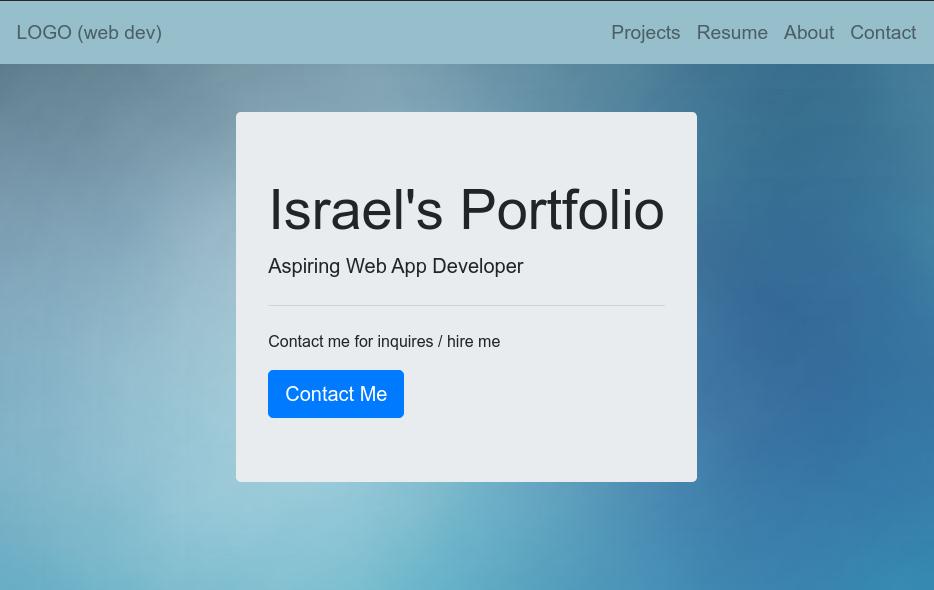 LOGO (web dev) Projects Resume About Contact
Israel's Portfolio
Aspiring Web App Developer
Contact me for inquires / hire me
Contact Me